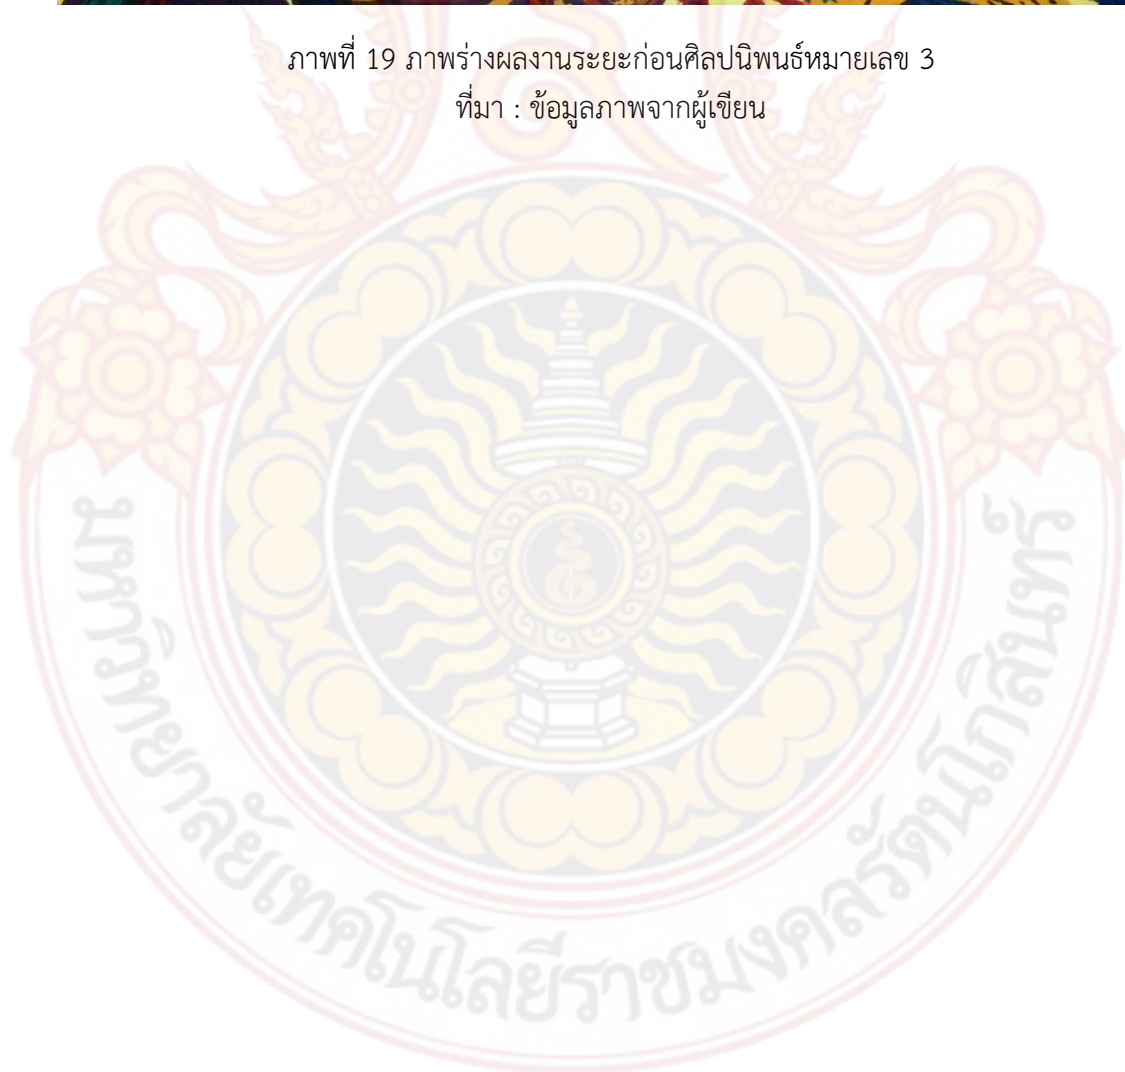 ภาพที่ 19 ภาพร่างผลงานระยะก่อนศิลปนิพนธ์หมายเลข 3
ที่มา : ข้อมูลภาพจากผู้เขียน
มหาวิทยาลัยเทคโนโลยีราชมงคลรัตนโกสินทร์